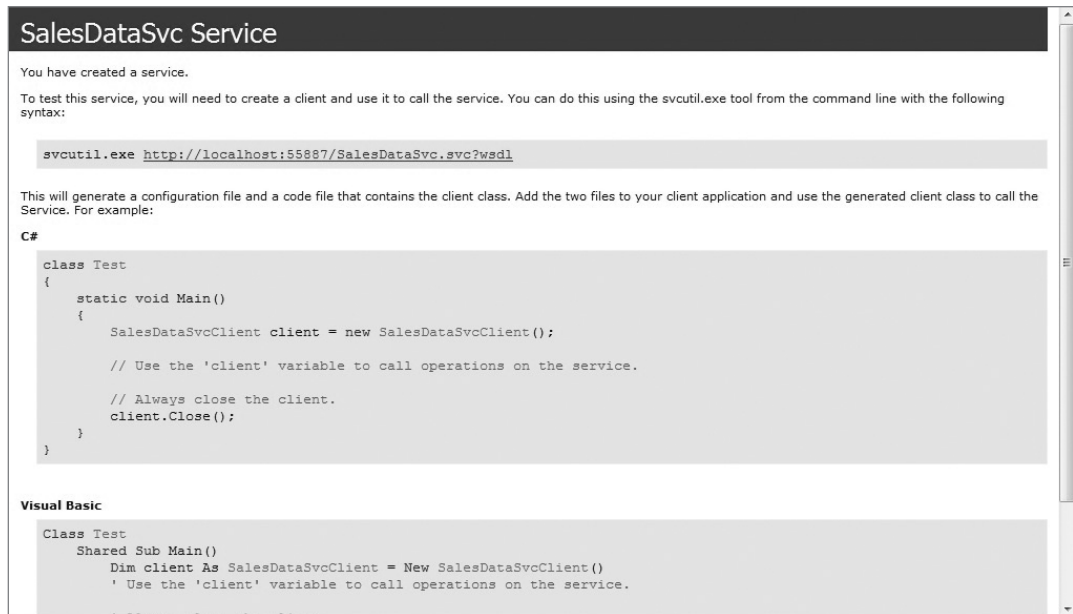 SalesDataSvc Service
You have created a service.
To test this service, you will need to create a client and use it to call the service. You can do this using the svcutil.exe tool from the command line with the following
syntax:
svcutil.exe http://localhost:55887/SalesDataSvc.svc?wsdl
This will generate a configuration file and a code file that contains the client class. Add the two files to your client application and use the generated client class to call the
Service. For example:
C#
class Test
{
    static void Main()
    {
        SalesDataSvcClient client = new SalesDataSvcClient();
        // Use the 'client' variable to call operations on the service.
        // Always close the client.
        client.Close();
    }
}
Visual Basic
Class Test
    Shared Sub Main()
        Dim client As SalesDataSvcClient = New SalesDataSvcClient()
        ' Use the 'client' variable to call operations on the service.